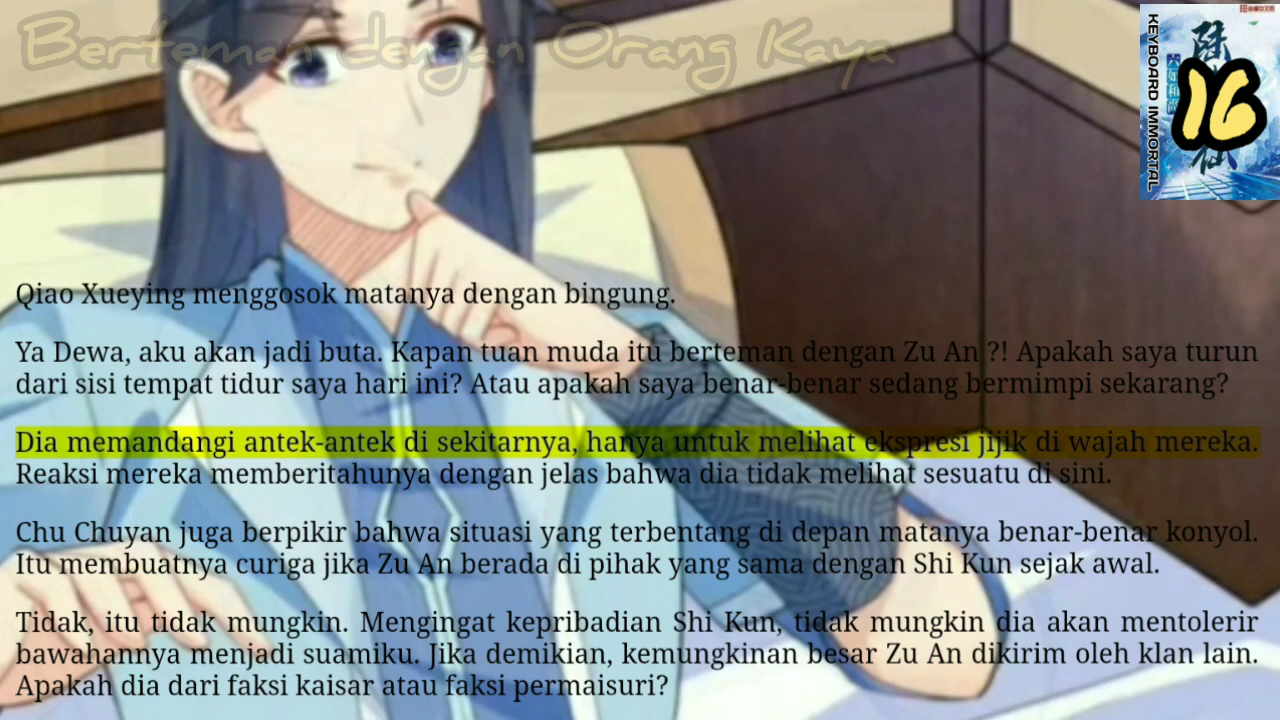 Berteman dengan Orang Kaya
KEYBOARD IMMORTAL
16
Qiao Xueying menggosok matanya dengan bingung.
Ya Dewa, aku akan jadi buta. Kapan tuan muda itu berteman dengan Zu An ?! Apakah saya turun
dari sisi tempat tidur saya hari ini? Atau apakah saya benar-benar sedang bermimpi sekarang?
Dia memandangi antek-antek di sekitarnya, hanya untuk melihat ekspresi jijik di wajah mereka.
Reaksi mereka memberitahunya dengan jelas bahwa dia tidak melihat sesuatu di sini.
Chu Chuyan juga berpikir bahwa situasi yang terbentang di depan matanya benar-benar konyol.
Itu membuatnya curiga jika Zu An berada di pihak yang sama dengan Shi Kun sejak awal.
Tidak, itu tidak mungkin. Mengingat kepribadian Shi Kun, tidak mungkin dia akan mentolerir
bawahannya menjadi suamiku. Jika demikian, kemungkinan besar Zu An dikirim oleh klan lain.
Apakah dia dari faksi kaisar atau faksi permaisuri?